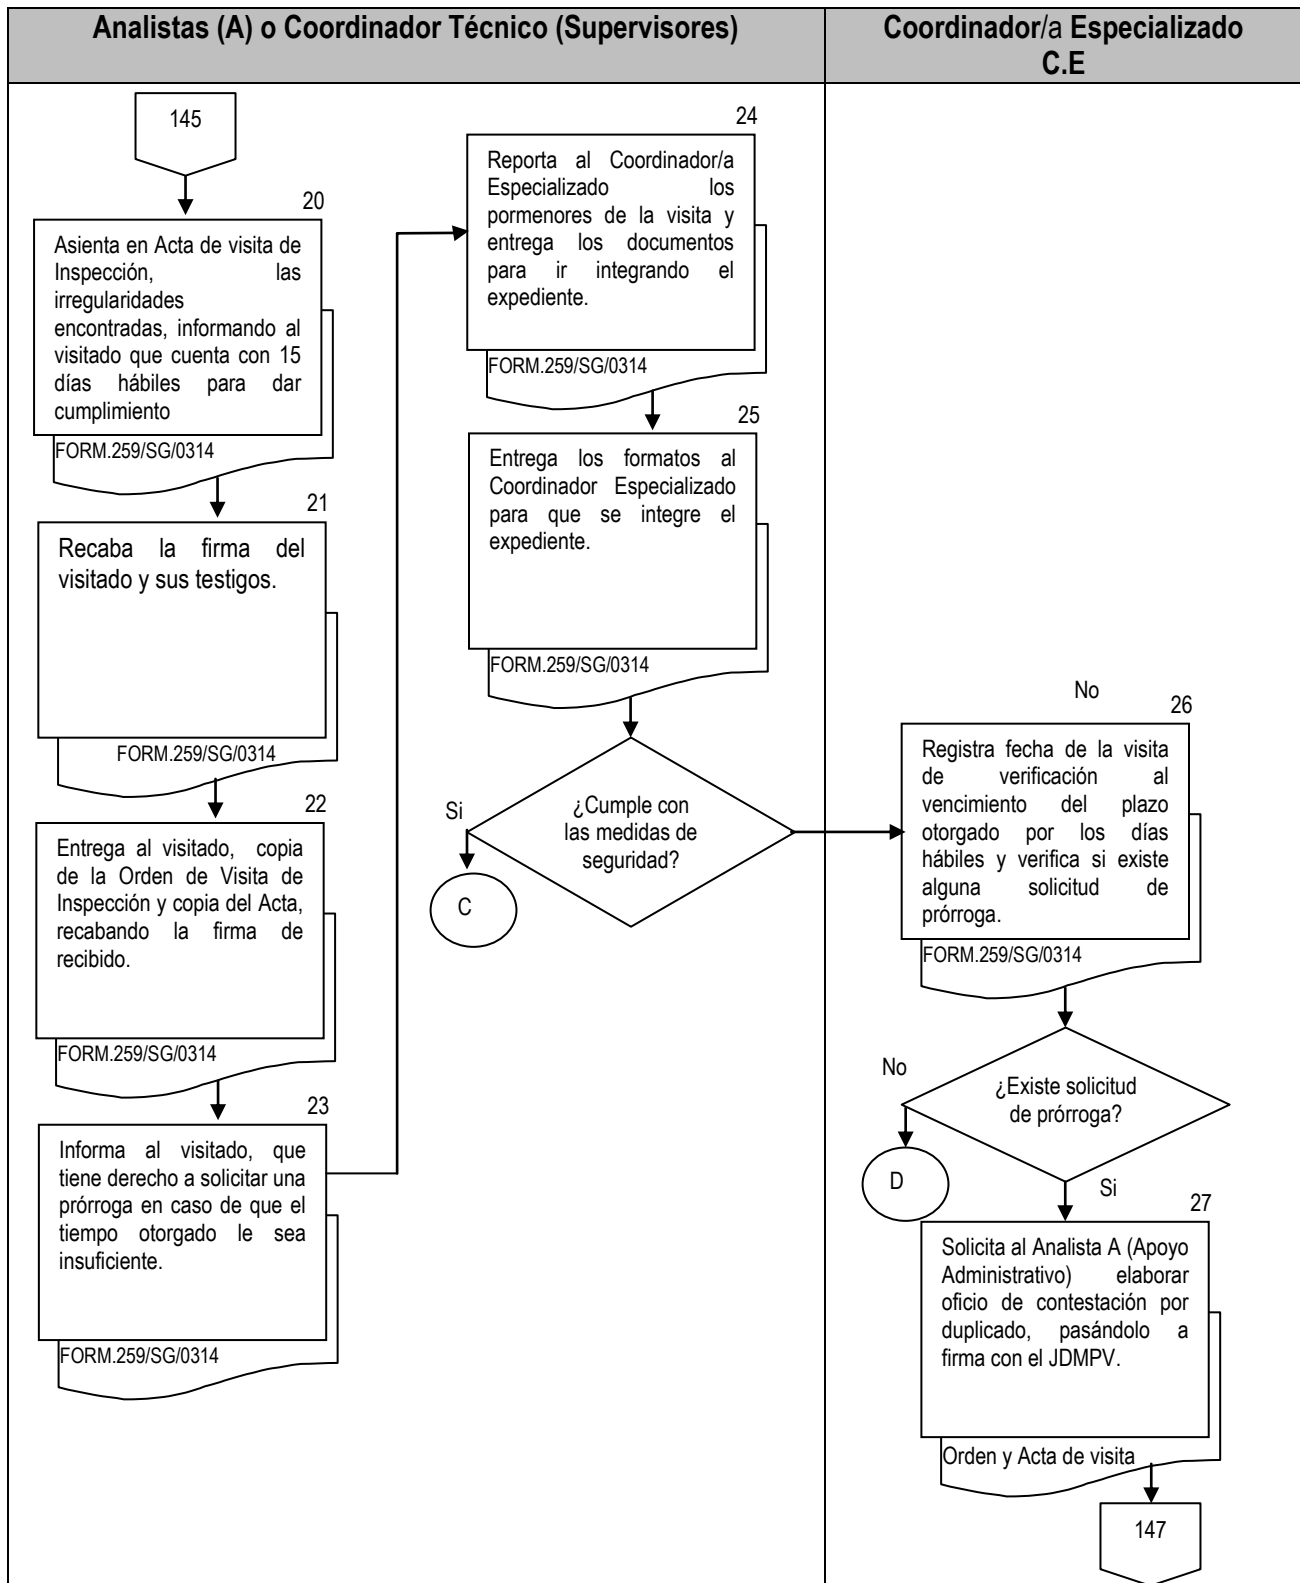 Analistas (A) o Coordinador Técnico (Supervisores)
Coordinador/a Especializado
C.E
145
20
Asienta en Acta de visita de
Inspección, las
irregularidades
encontradas, informando al
visitado que cuenta con 15
días hábiles para dar
cumplimiento
FORM.259/SG/0314
21
Recaba la firma del
visitado y sus testigos.
FORM.259/SG/0314
22
Entrega al visitado, copia
de la Orden de Visita de
Inspección y copia del Acta,
recabando la firma de
recibido.
FORM.259/SG/0314
23
Informa al visitado, que
tiene derecho a solicitar una
prórroga en caso de que el
tiempo otorgado le sea
insuficiente.
FORM.259/SG/0314
24
Reporta al Coordinador/a
Especializado los
pormenores de la visita y
entrega los documentos
para ir integrando el
expediente.
FORM.259/SG/0314
25
Entrega los formatos al
Coordinador Especializado
para que se integre el
expediente.
FORM.259/SG/0314
Si
¿Cumple con
las medidas de
seguridad?
C
No
26
Registra fecha de la visita
de verificación al
vencimiento del plazo
otorgado por los días
hábiles y verifica si existe
alguna solicitud de
prórroga.
FORM.259/SG/0314
No
¿Existe solicitud
de prórroga?
D
Si
27
Solicita al Analista A (Apoyo
Administrativo) elaborar
oficio de contestación por
duplicado, pasándolo a
firma con el JDMPV.
Orden y Acta de visita
147